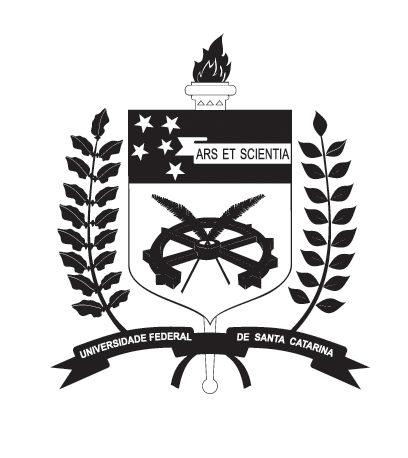 ARS ET SCIENTIA
UNIVERSIDADE FEDERAL DE SANTA CATARINA